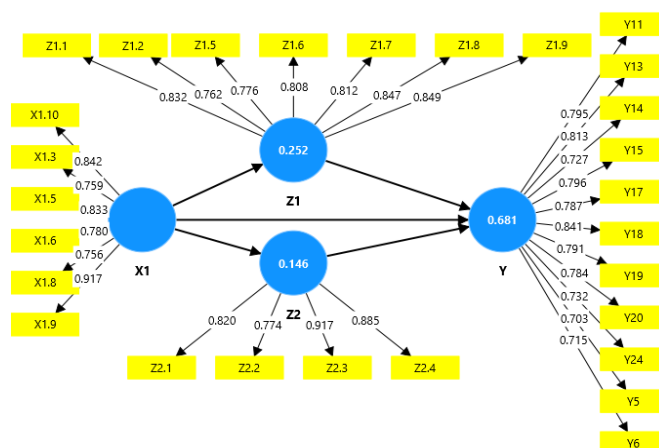 Y11
Z1.1
Z1.2
Z1.5
Z1.6
Z1.7
Z1.8
Z1.9
Y13
0.832
0.762
0.776
0.808
0.812
0.847
0.849
Y14
X1.10
0.795
0.813
0.727
0.796
0.787
0.841
0.791
0.784
0.732
0.703
0.715
Y15
X1.3
0.842
0.759
0.833
0.780
0.756
0.917
0.252
Z1
Y17
X1.5
X1
0.681
Y
Y18
X1.6
0.146
Z2
Y19
X1.8
Y20
X1.9
0.820
0.774
0.917
0.885
Y24
Z2.1
Z2.2
Z2.3
Z2.4
Y5
Y6